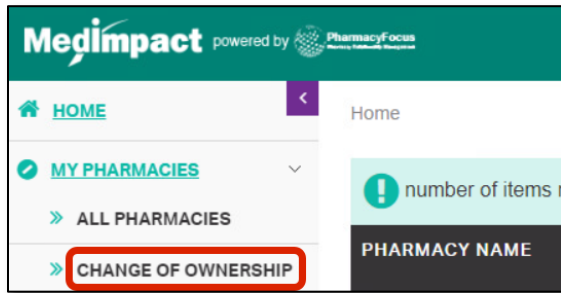 Medimpact powered by PharmacyFocus
HOME
Home
MY PHARMACIES
number of items
ALL PHARMACIES
PHARMACY NAME
CHANGE OF OWNERSHIP